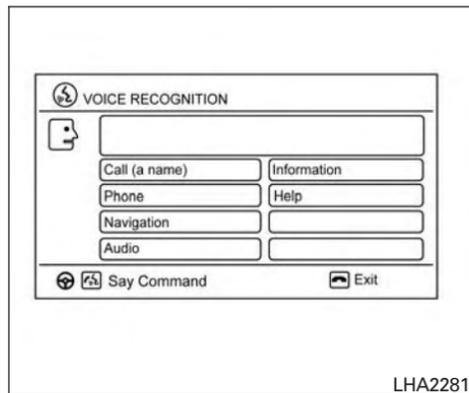 VOICE RECOGNITION
Call (a name) Information
Phone Help
Navigation
Audio
Say Command Exit
LHA2281